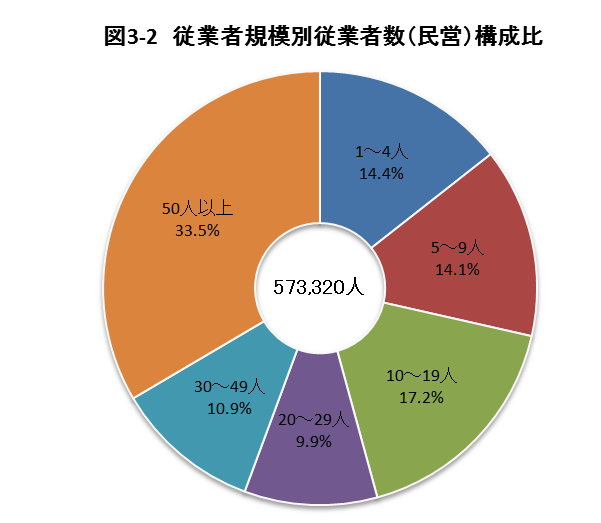 図3-2 従業者規模別従業者数(民営)構成比
1～4人
14.4%
5～9人
14.1%
10～19人
17.2%
20～29人
9.9%
30～49人
10.9%
50人以上
33.5%
573,320人